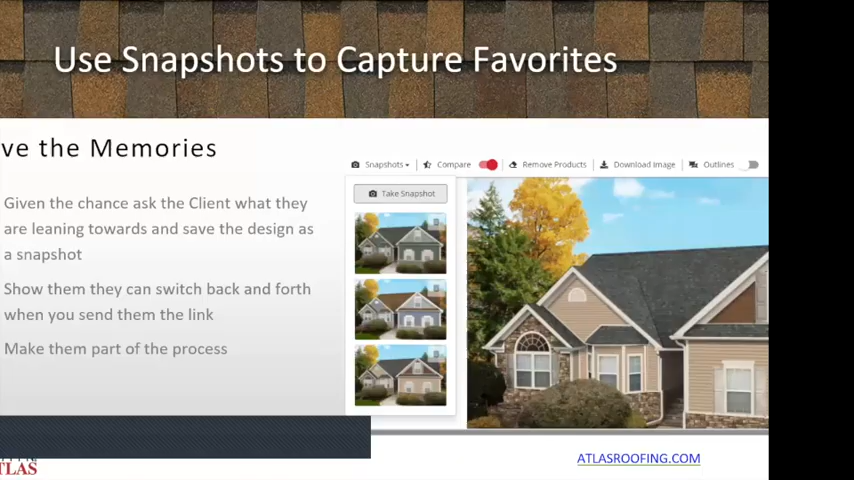 Use Snapshots to Capture Favorites
ve the Memories
Snapshots Compare Remove Products Download Image Outlines
Take Snapshot
Given the chance ask the Client what they
are leaning towards and save the design as
a snapshot
Show them they can switch back and forth
when you send them the link
Make them part of the process
TLAS
ATLASROOFING.COM